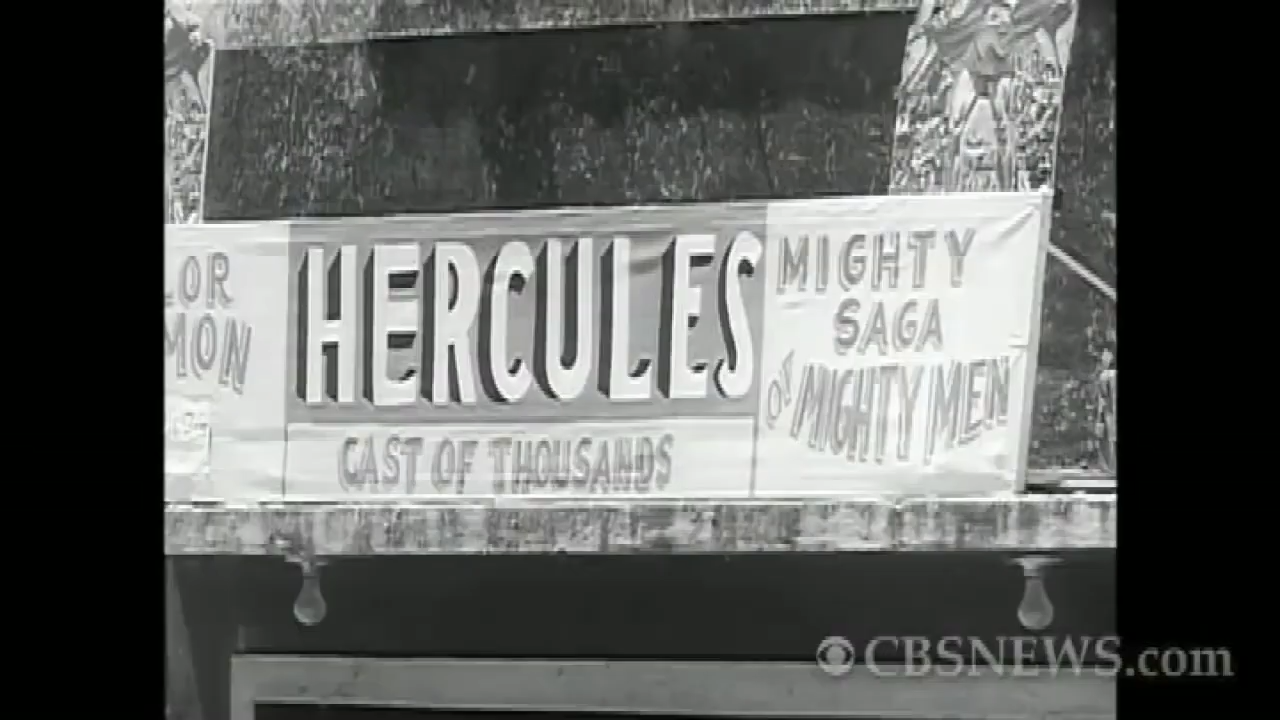 LOR
MON
HERCULES
CAST OF THOUSANDS
MIGHTY
SAGA
OF MIGHTY MEN
CBSNEWS.com